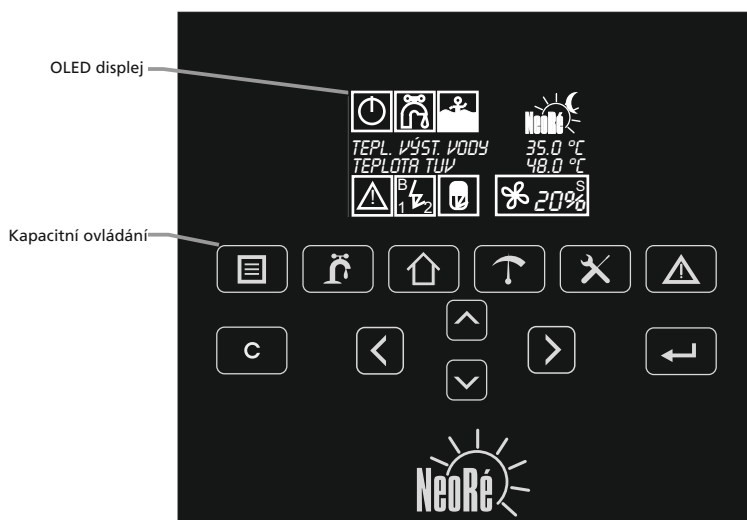 OLED displej
NeoRé
TEPL. VÝST. VODY 35.0 °C
TEPLOTA TUV 48.0 °C
B 1 2
20% S
Kapacitní ovládání
C
NeoRé